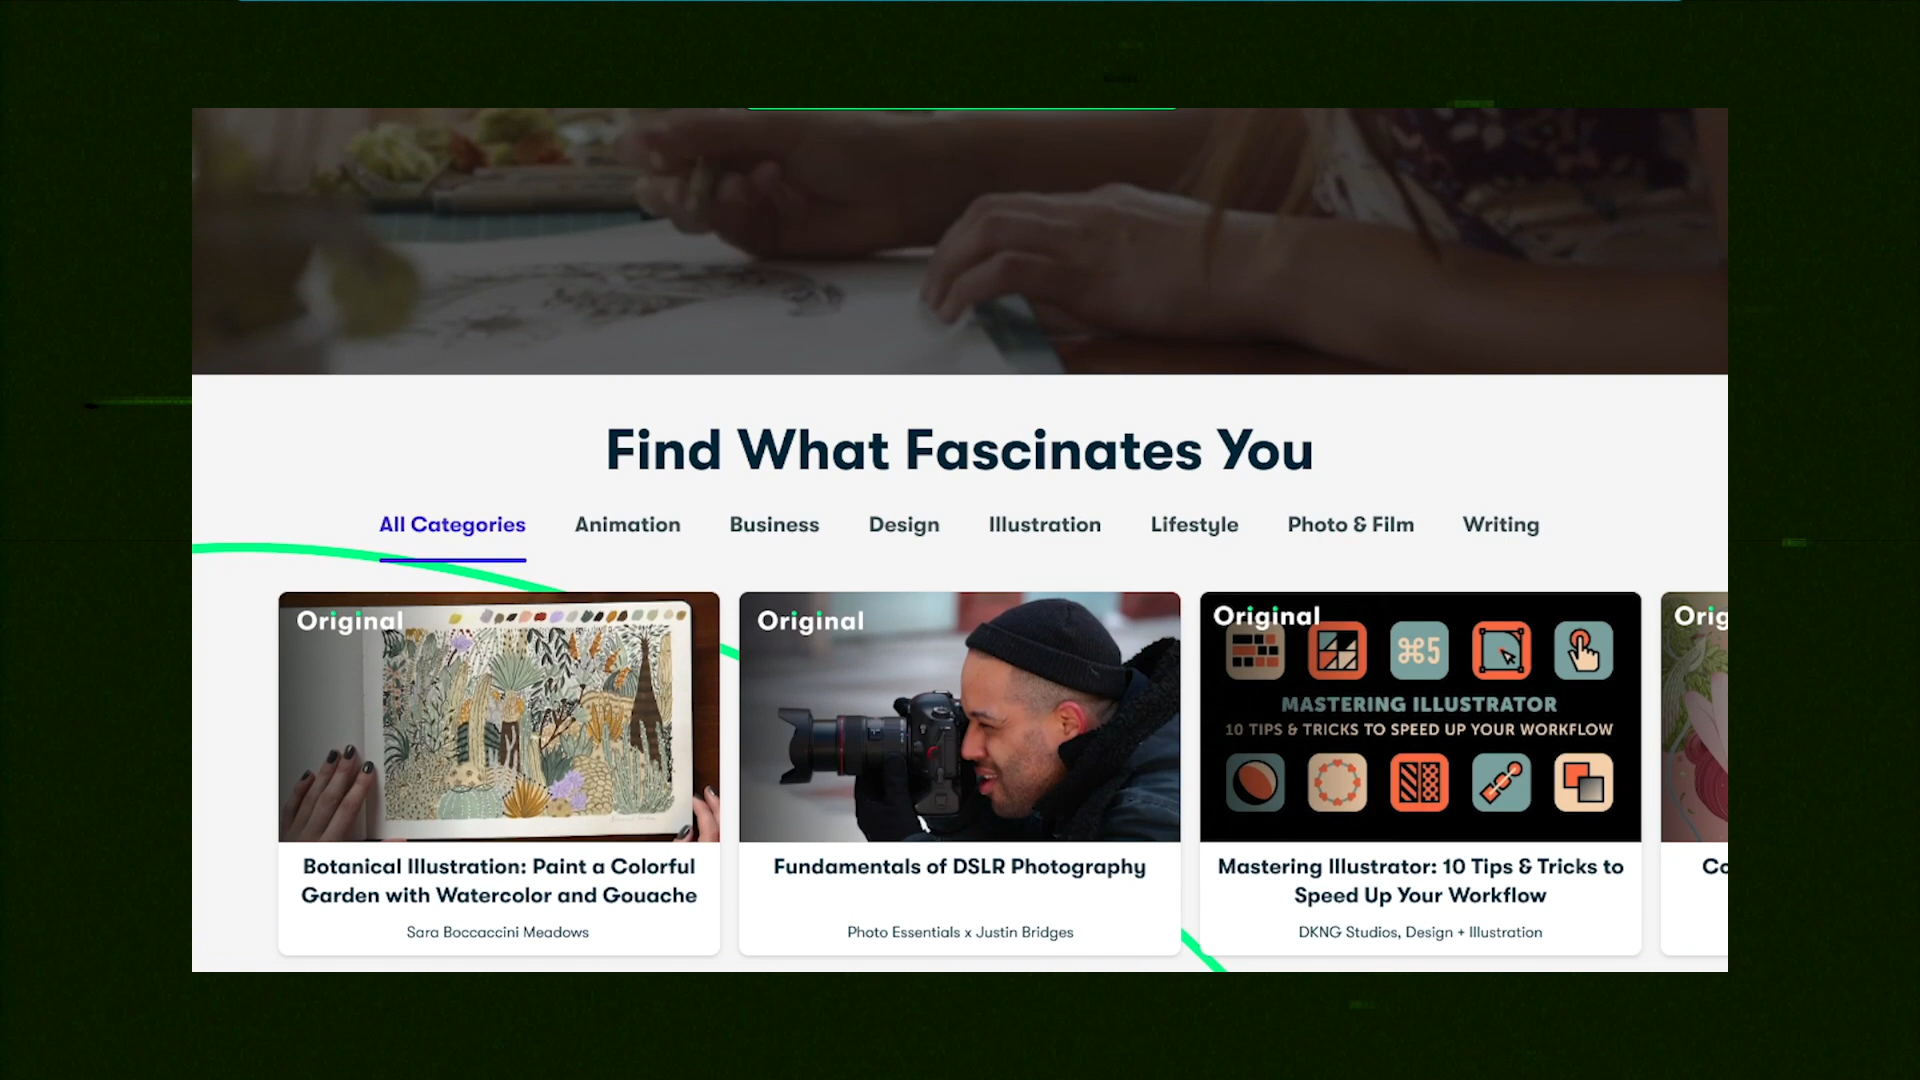 Find What Fascinates You
All Categories Animation Business Design Illustration Lifestyle Photo & Film Writing
Original
Botanical Illustration: Paint a Colorful
Garden with Watercolor and Gouache
Sara Boccaccini Meadows
Original
Fundamentals of DSLR Photography
Photo Essentials x Justin Bridges
Original
⌘5
MASTERING ILLUSTRATOR
10 TIPS & TRICKS TO SPEED UP YOUR WORKFLOW
Mastering Illustrator: 10 Tips & Tricks to
Speed Up Your Workflow
DKNG Studios, Design + Illustration
Orig
Co